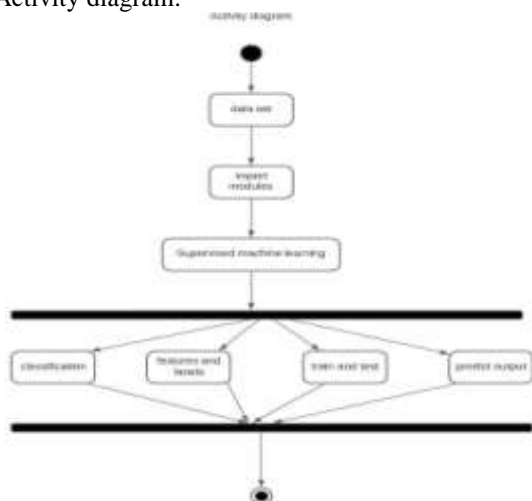 Activity diagram:
Activity diagram
data set
import
modules
Supervised machine learning
classification
features and
train and test
predict output